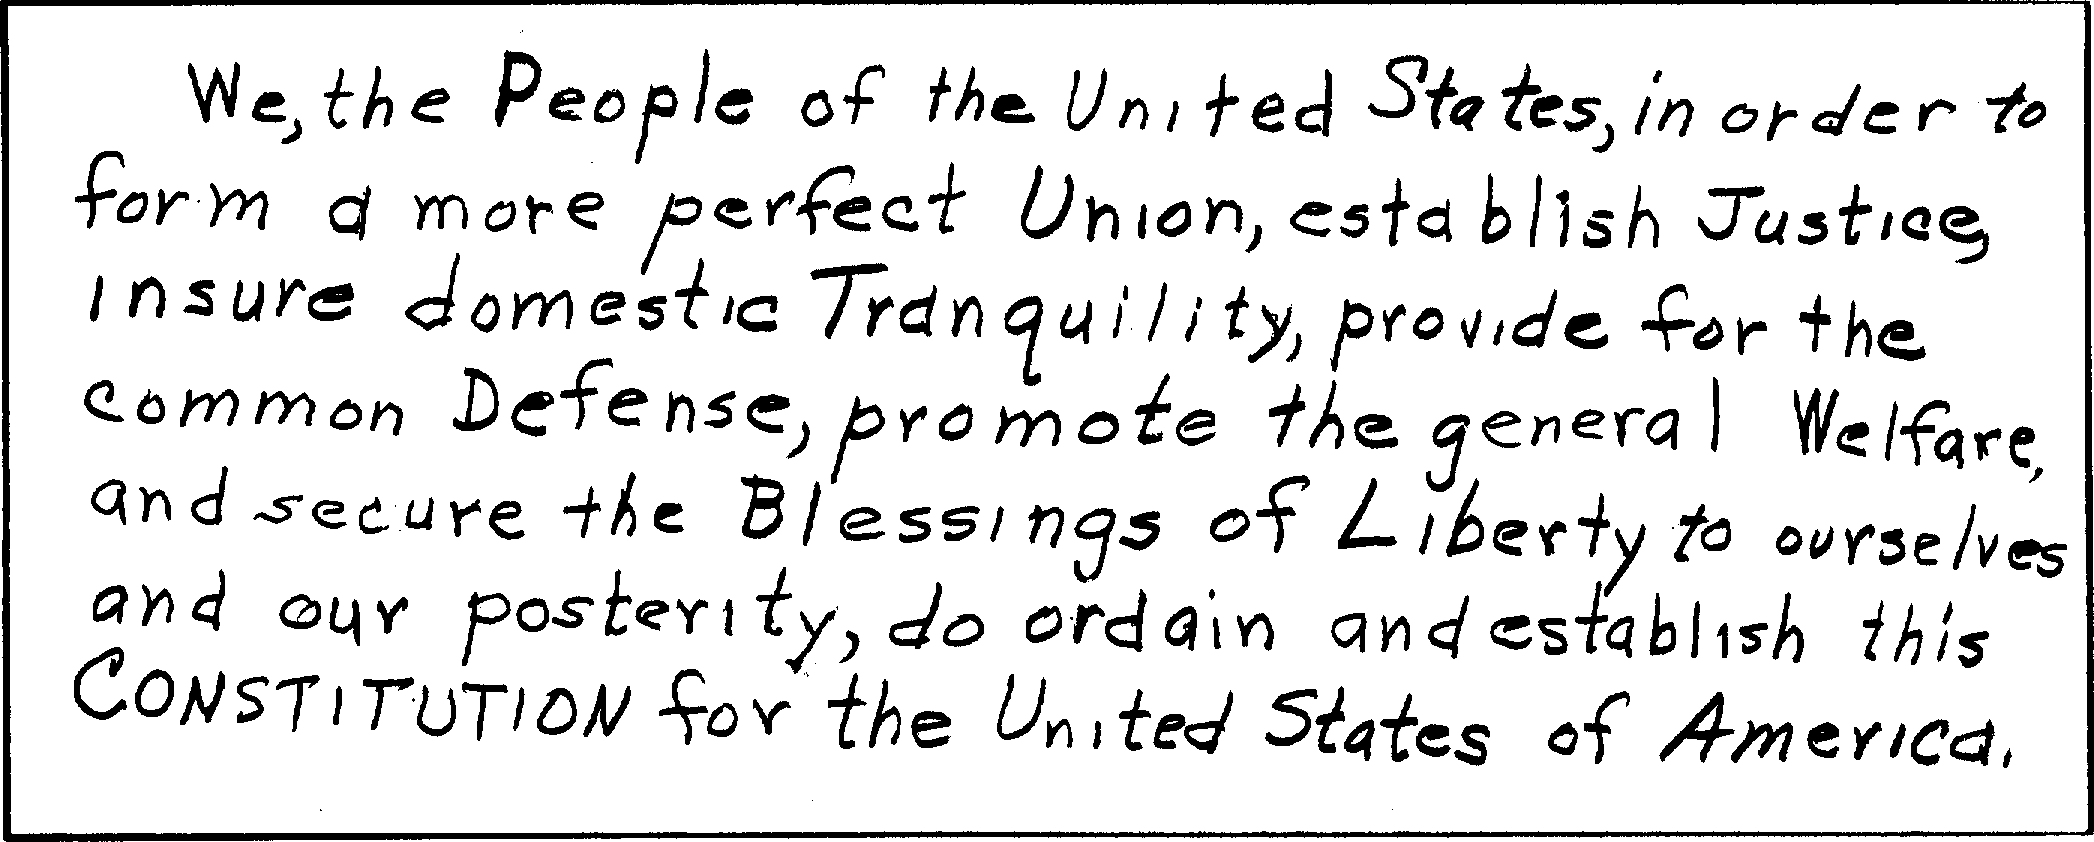 We, the People of the United States, in order to
form a more perfect Union, establish Justice,
insure domestic Tranquility, provide for the
common Defense, promote the general Welfare,
and secure the Blessings of Liberty to ourselves
and our posterity, do ordain and establish this
CONSTITUTION for the United States of America.